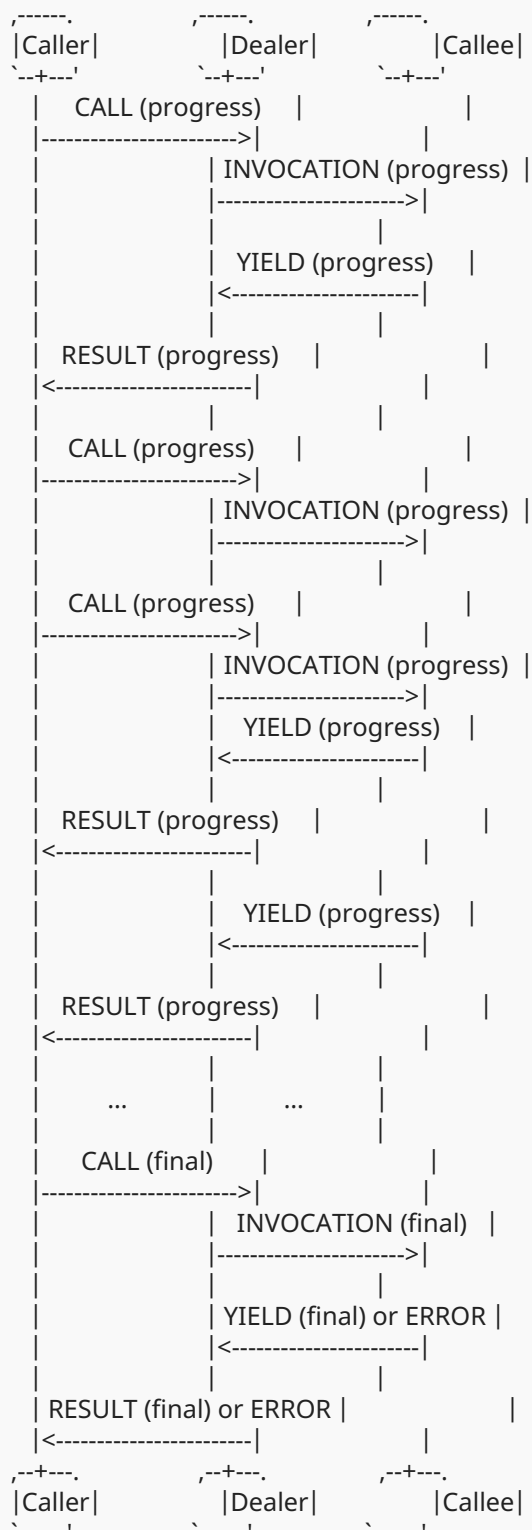 ,------.          ,------.          ,------.
|Caller|          |Dealer|          |Callee|
`--+---'          `--+---'          `--+---'
| CALL (progress) | |
|------------------------>| |
| | INVOCATION (progress) |
| |----------------------->|
| | |
| | YIELD (progress) |
| |<-----------------------|
| | |
| RESULT (progress) | |
|<------------------------| |
| | |
| CALL (progress) | |
|------------------------>| |
| | INVOCATION (progress) |
| |----------------------->|
| | |
| CALL (progress) | |
|------------------------>| |
| | INVOCATION (progress) |
| |----------------------->|
| | YIELD (progress) |
| |<-----------------------|
| | |
| RESULT (progress) | |
|<------------------------| |
| | |
| | YIELD (progress) |
| |<-----------------------|
| | |
| RESULT (progress) | |
|<------------------------| |
| | |
| ... | ... |
| | |
| CALL (final) | |
|------------------------>| |
| | INVOCATION (final) |
| |----------------------->|
| | |
| | YIELD (final) or ERROR |
| |<-----------------------|
| | |
| RESULT (final) or ERROR | |
|<------------------------| |
,--+---.          ,--+---.          ,--+---.
|Caller|          |Dealer|          |Callee|